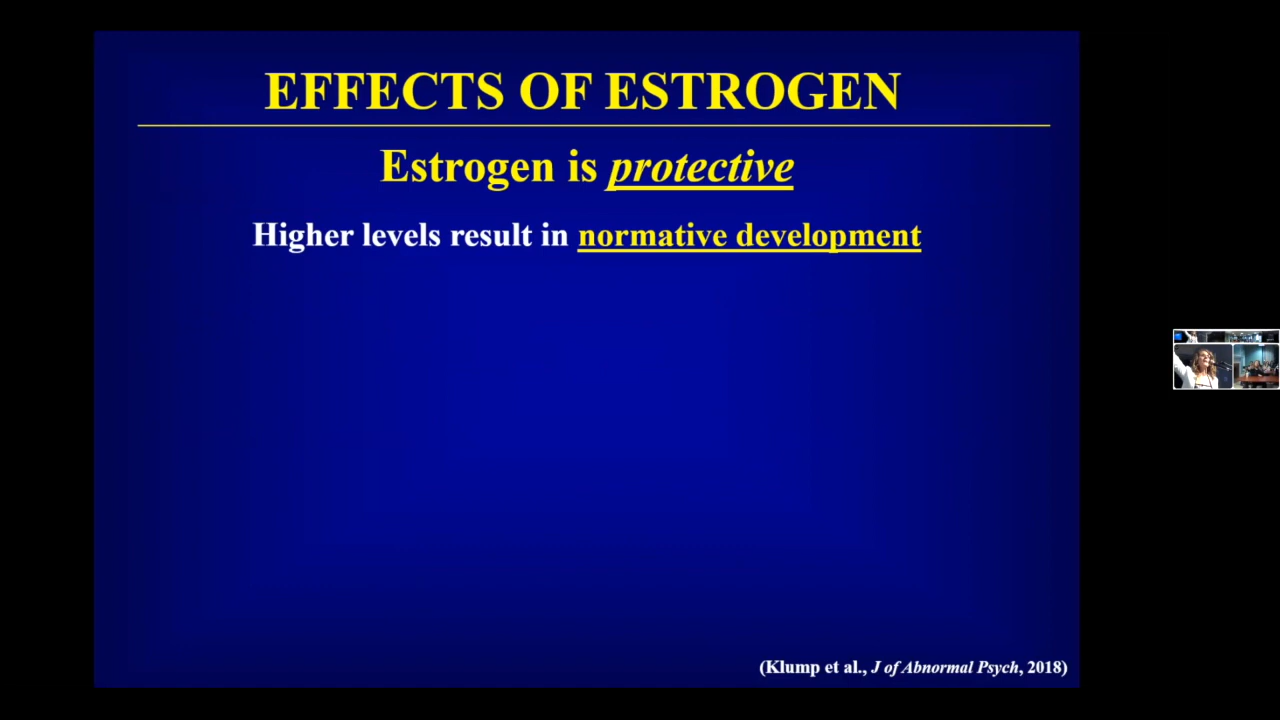 EFFECTS OF ESTROGEN
Estrogen is protective
Higher levels result in normative development
(Klump et al., J of Abnormal Psych, 2018)